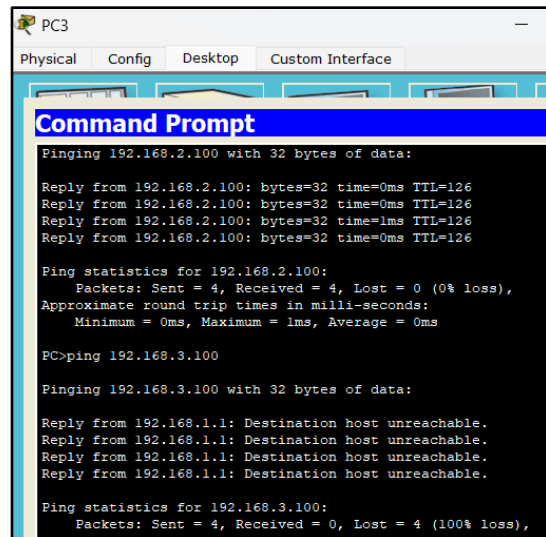 PC3
Physical Config Desktop Custom Interface
Command Prompt
Pinging 192.168.2.100 with 32 bytes of data:
Reply from 192.168.2.100: bytes=32 time=0ms TTL=126
Reply from 192.168.2.100: bytes=32 time=0ms TTL=126
Reply from 192.168.2.100: bytes=32 time=1ms TTL=126
Reply from 192.168.2.100: bytes=32 time=0ms TTL=126
Ping statistics for 192.168.2.100:
Packets: Sent = 4, Received = 4, Lost = 0 (0% loss),
Approximate round trip times in milli-seconds:
Minimum = 0ms, Maximum = 1ms, Average = 0ms
PC>ping 192.168.3.100
Pinging 192.168.3.100 with 32 bytes of data:
Reply from 192.168.1.1: Destination host unreachable.
Reply from 192.168.1.1: Destination host unreachable.
Reply from 192.168.1.1: Destination host unreachable.
Reply from 192.168.1.1: Destination host unreachable.
Ping statistics for 192.168.3.100:
Packets: Sent = 4, Received = 0, Lost = 4 (100% loss),